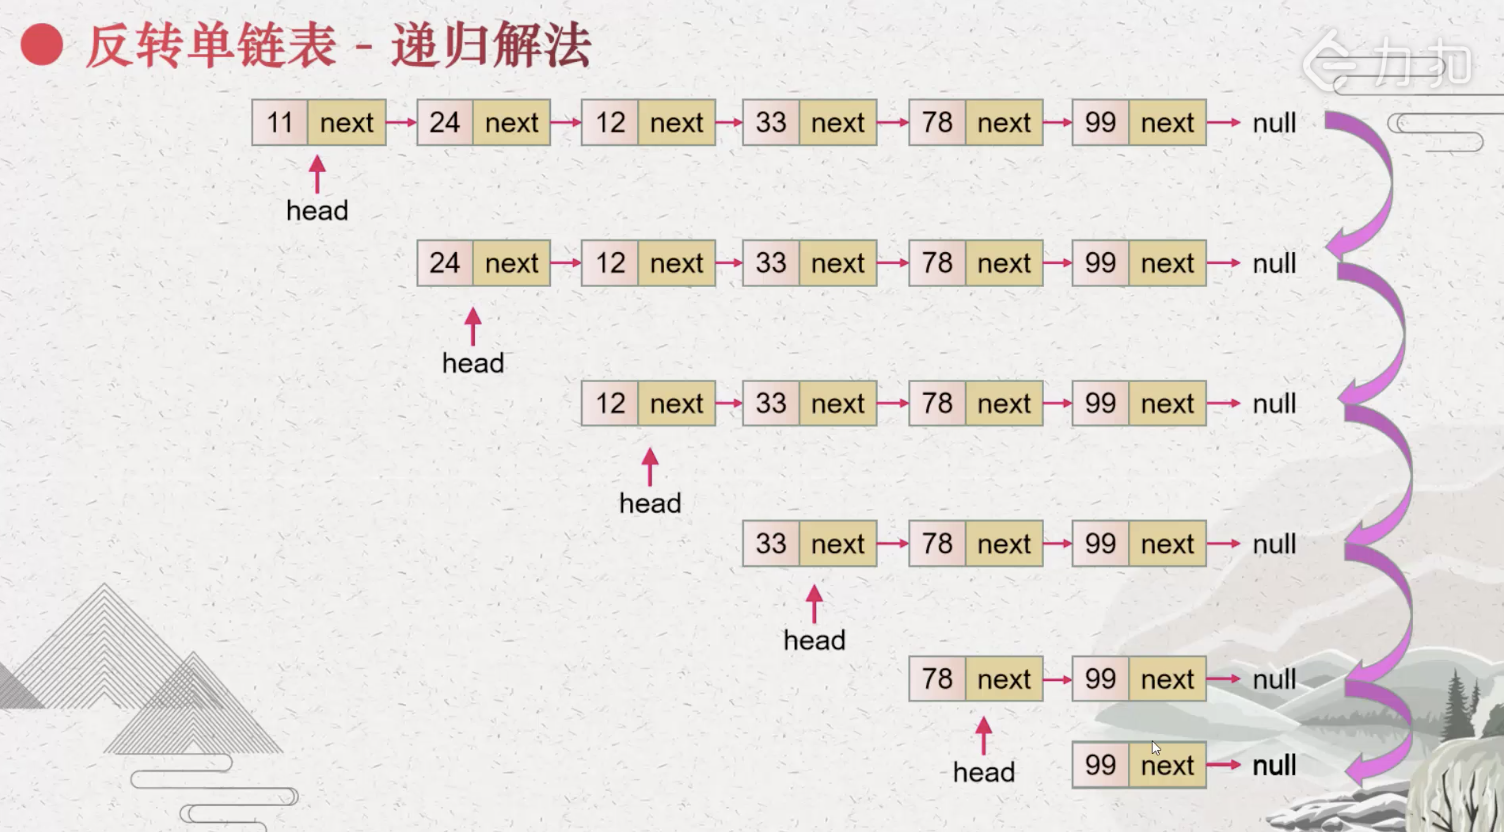 反转单链表 - 递归解法
力扣
11 next 24 next 12 next 33 next 78 next 99 next null
head
24 next 12 next 33 next 78 next 99 next null
head
12 next 33 next 78 next 99 next null
head
33 next 78 next 99 next null
head
78 next 99 next null
head
99 next null